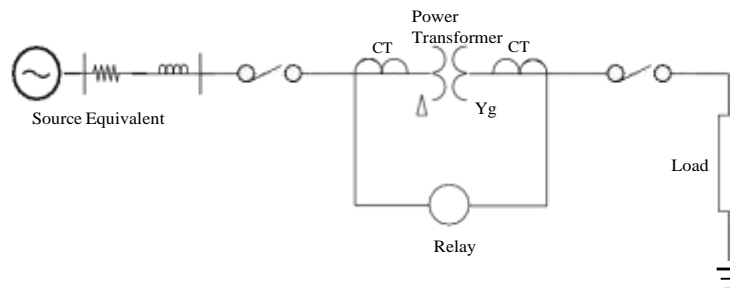 Power
Transformer
CT
CT
Source Equivalent
Yg
Load
Relay